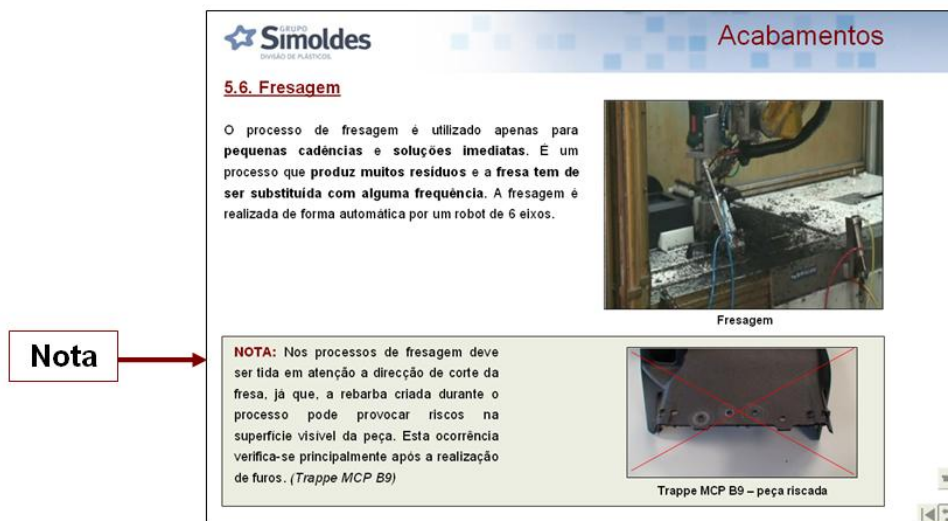 GRUPO
Simoldes
DIVISÃO DE PLÁSTICOS
Acabamentos
5.6. Fresagem
O processo de fresagem é utilizado apenas para
pequenas cadências e soluções imediatas. É um
processo que produz muitos resíduos e a fresa tem de
ser substituída com alguma frequência. A fresagem é
realizada de forma automática por um robot de 6 eixos.
Fresagem
Nota
NOTA: Nos processos de fresagem deve
ser tida em atenção a direcção de corte da
fresa, já que, a rebarba criada durante o
processo pode provocar riscos na
superfície visível da peça. Esta ocorrência
verifica-se principalmente após a realização
de furos. (Trappe MCP B9)
Trappe MCP B9 – peça riscada